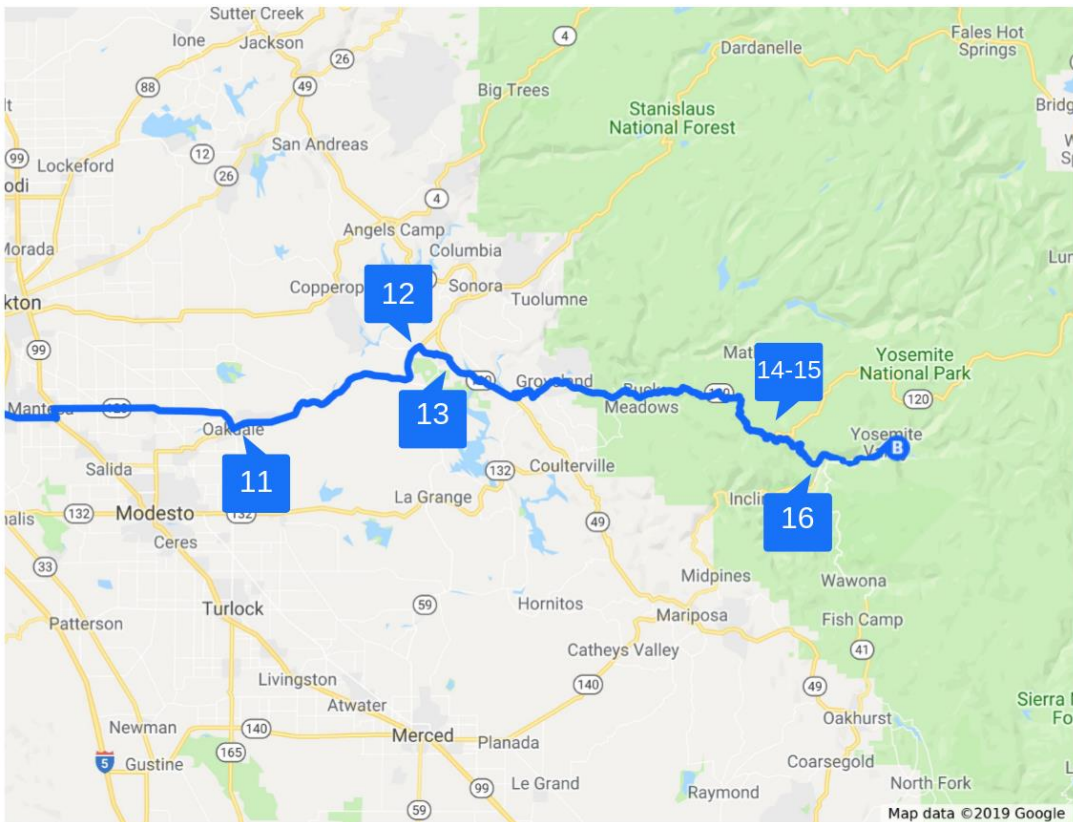 Sutter Creek
Ione
Jackson
26
88
49
4
Dardanelle
Fales Hot
Springs
Big Trees
Stanislaus
National Forest
Bridg
99
Lockeford
12
26
San Andreas
4
odi
Morada
Angels Camp
Columbia
kton
Copperop
12
Sonora
Tuolumne
99
Mat
14-15
Yosemite
National Park
120
Manteca
120
13
120
Groveland
Bucks
Meadows
120
Oakdale
11
Yosemite
B
Salida
132
Coulterville
La Grange
16
132
Modesto
132
49
Ceres
33
Midpines
Wawona
Turlock
59
Hornitos
Mariposa
Fish Camp
Patterson
Catheys Valley
41
Livingston
140
49
Sierra
Atwater
Oakhurst
Newman
140
Merced
Planada
165
Coarsegold
5
Gustine
Le Grand
99
59
Raymond
North Fork
Map data ©2019 Google